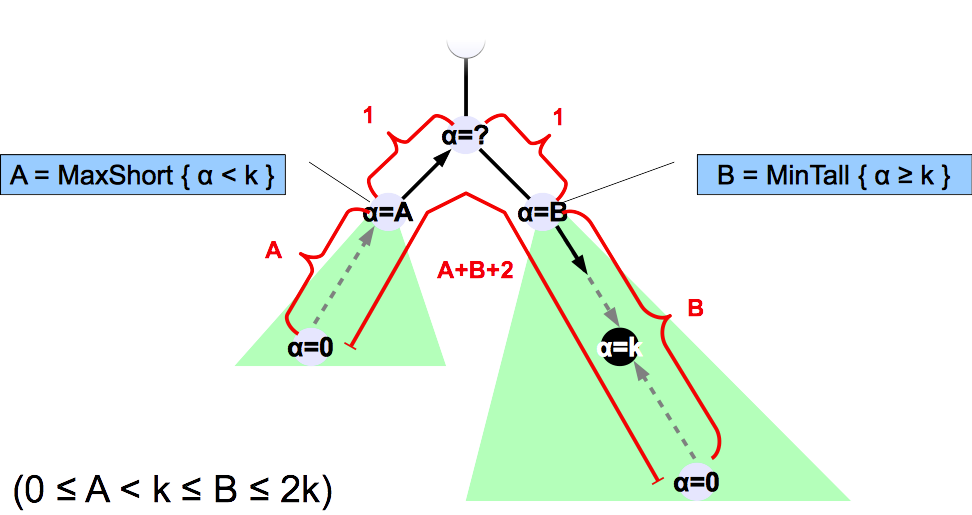 1
1
α=?
A = MaxShort { α < k }
B = MinTall { α ≥ k }
α=A
α=B
A
A+B+2
B
α=0
α=k
α=0
(0 ≤ A < k ≤ B ≤ 2k)